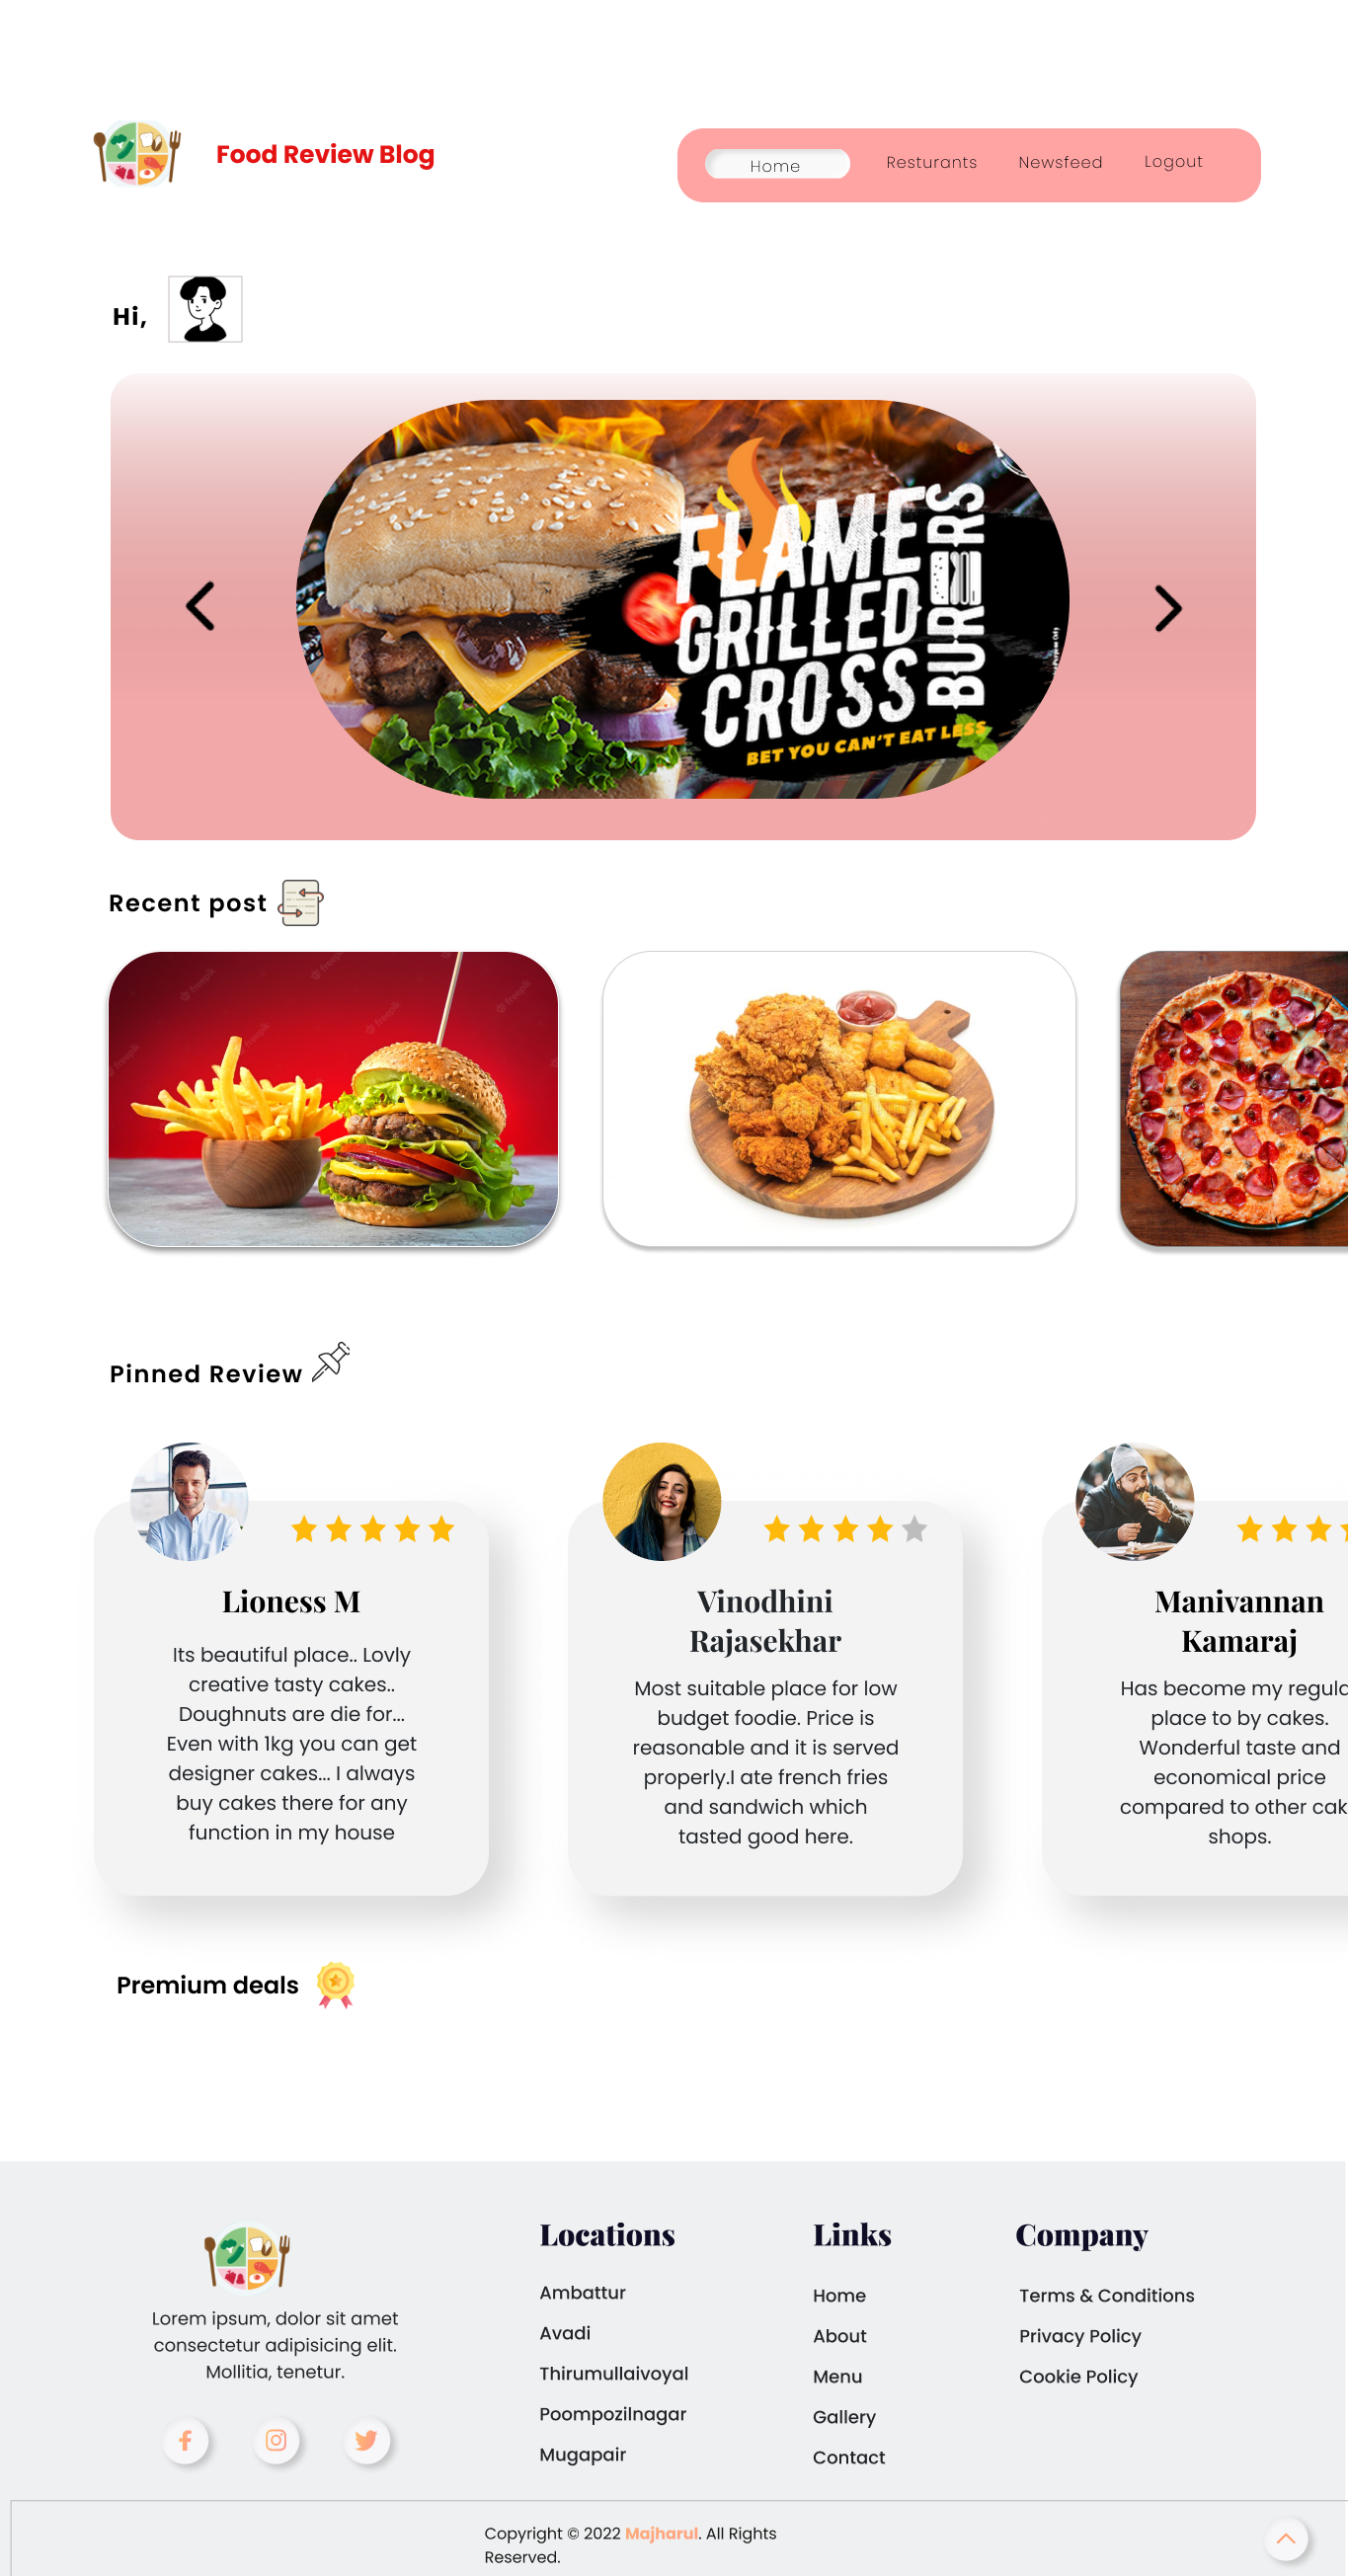 Food Review Blog
Home
Resturants
Newsfeed
Logout
Hi,
FLAME
GRILLED
CROSS
BURGERS
BET YOU CAN'T EAT LESS
Recent post
freepik
freepik
freepik
freepik
freepik
Pinned Review
Lioness M
Its beautiful place.. Lovly
creative tasty cakes..
Doughnuts are die for...
Even with 1kg you can get
designer cakes... I always
buy cakes there for any
function in my house
Vinodhini
Rajasekhar
Most suitable place for low
budget foodie. Price is
reasonable and it is served
properly.I ate french fries
and sandwich which
tasted good here.
Manivannan
Kamaraj
Has become my regula
place to by cakes.
Wonderful taste and
economical price
compared to other cak
shops.
Premium deals
Lorem ipsum, dolor sit amet
consectetur adipisicing elit.
Mollitia, tenetur.
Locations
Ambattur
Avadi
Thirumullaivoyal
Poompozilnagar
Mugapair
Links
Home
About
Menu
Gallery
Contact
Company
Terms & Conditions
Privacy Policy
Cookie Policy
Copyright © 2022 Majharul. All Rights
Reserved.